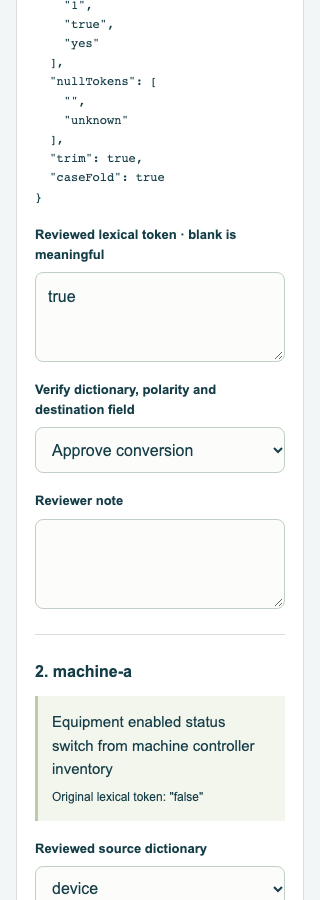 "1",
"true",
"yes"
],
"nullTokens": [
"",
"unknown"
],
"trim": true,
"caseFold": true
}
Reviewed lexical token · blank is
meaningful
true
Verify dictionary, polarity and
destination field
Approve conversion
Reviewer note
2. machine-a
Equipment enabled status
switch from machine controller
inventory
Original lexical token: "false"
Reviewed source dictionary
device